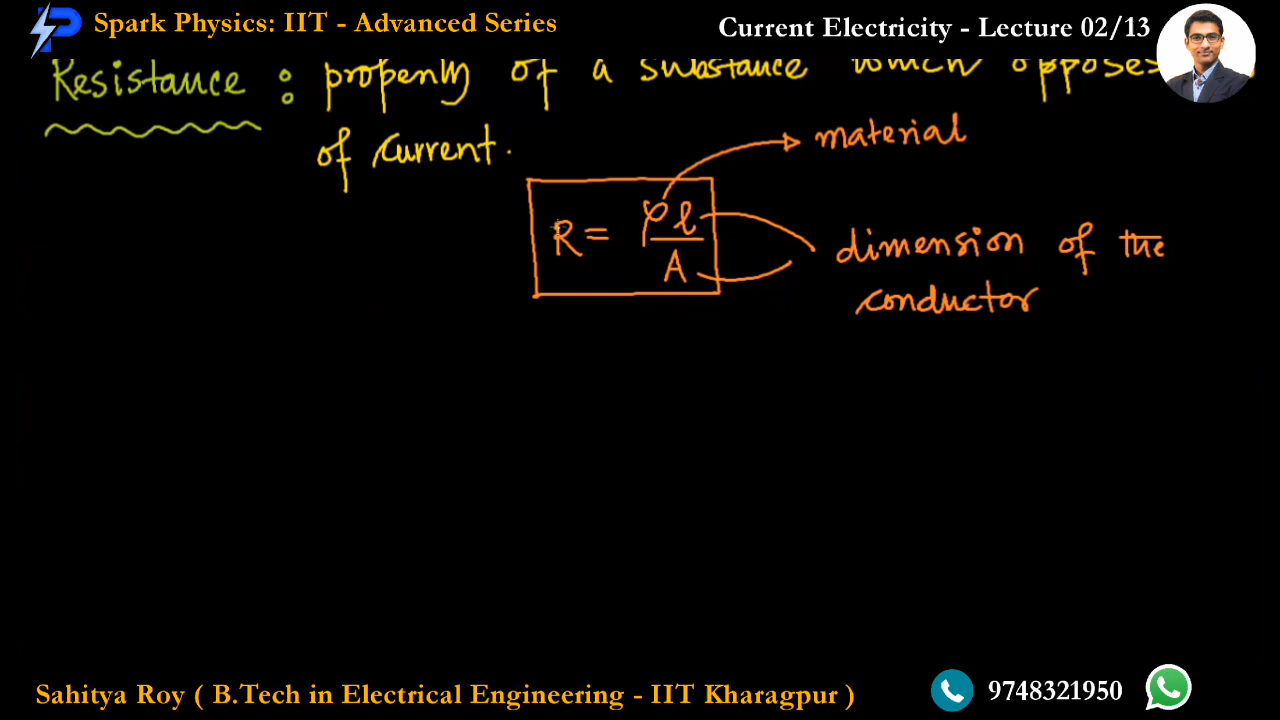 Spark Physics: IIT - Advanced Series
Current Electricity - Lecture 02/13
Resistance : property of a substance which opposes
of current.
material
R = ρl/A
dimension of the
conductor
Sahitya Roy ( B.Tech in Electrical Engineering - IIT Kharagpur )
9748321950